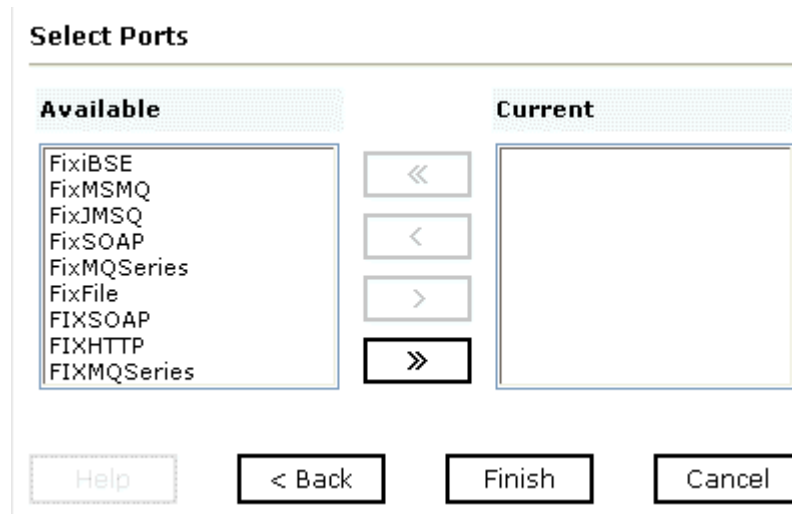 Select Ports
Available
Current
FixiBSE
FixMSMQ
FixJMSQ
FixSOAP
FixMQSeries
FixFile
FIXSOAP
FIXHTTP
FIXMQSeries
«
<
>
»
Help
< Back
Finish
Cancel